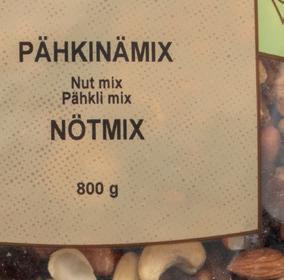 PÄHKINÄMIX
Nut mix
Pähkli mix
NÖTMIX
800 g